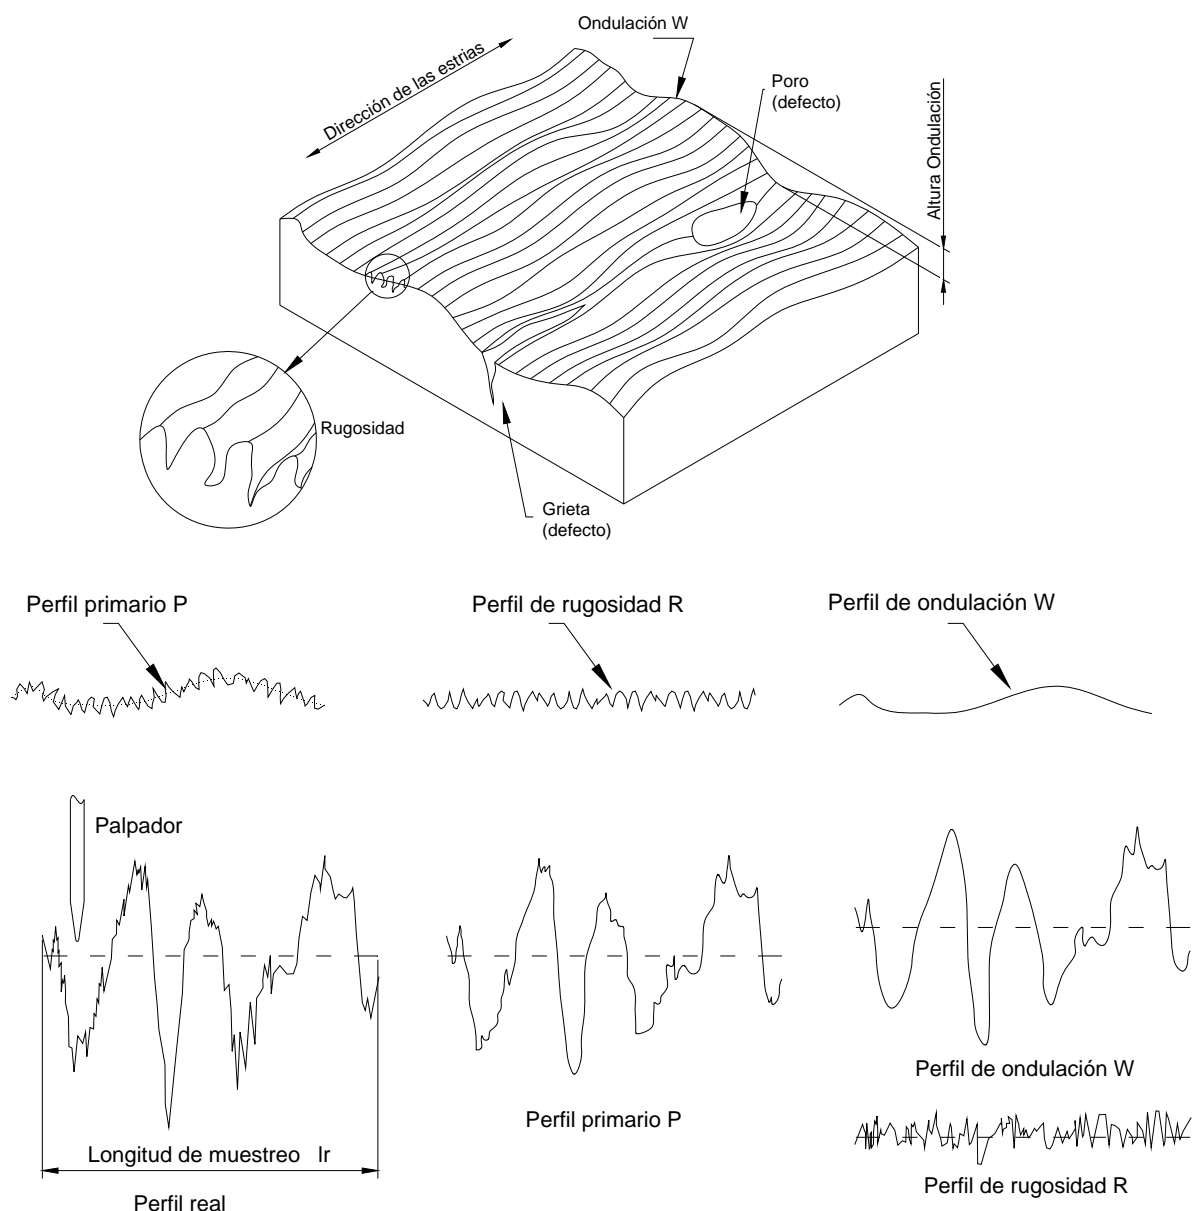 Ondulación W
Dirección de las estrias
Poro
(defecto)
Altura Ondulación
Rugosidad
Grieta
(defecto)
Perfil primario P
Perfil de rugosidad R
Perfil de ondulación W
Palpador
Longitud de muestreo lr
Perfil real
Perfil primario P
Perfil de ondulación W
Perfil de rugosidad R